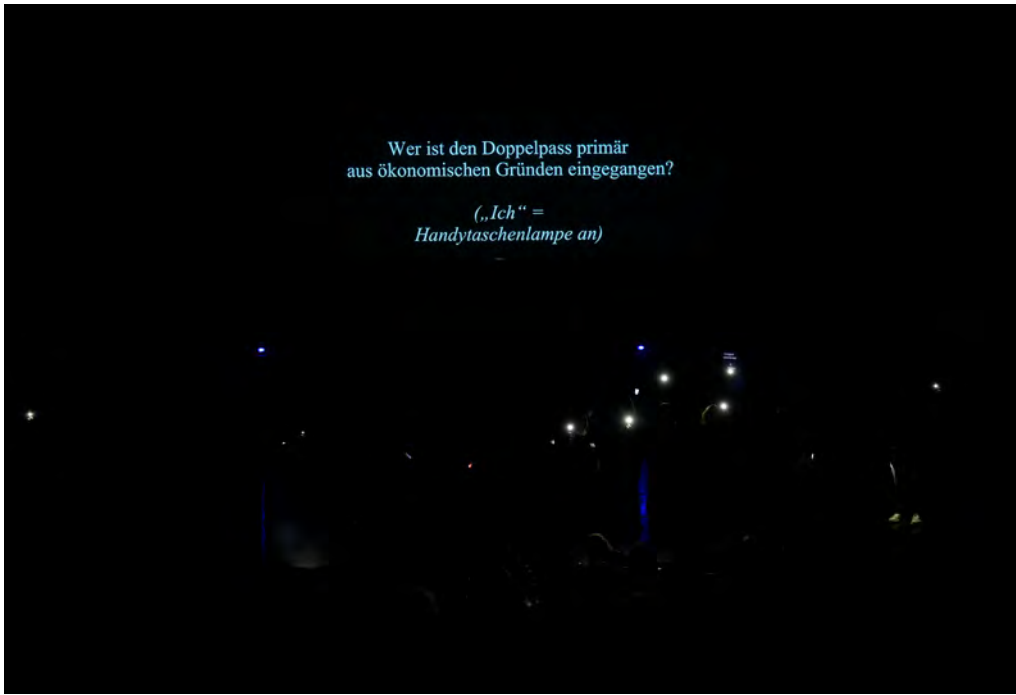 Wer ist den Doppelpass primär
aus ökonomischen Gründen eingegangen?
(„Ich“ =
Handytaschenlampe an)